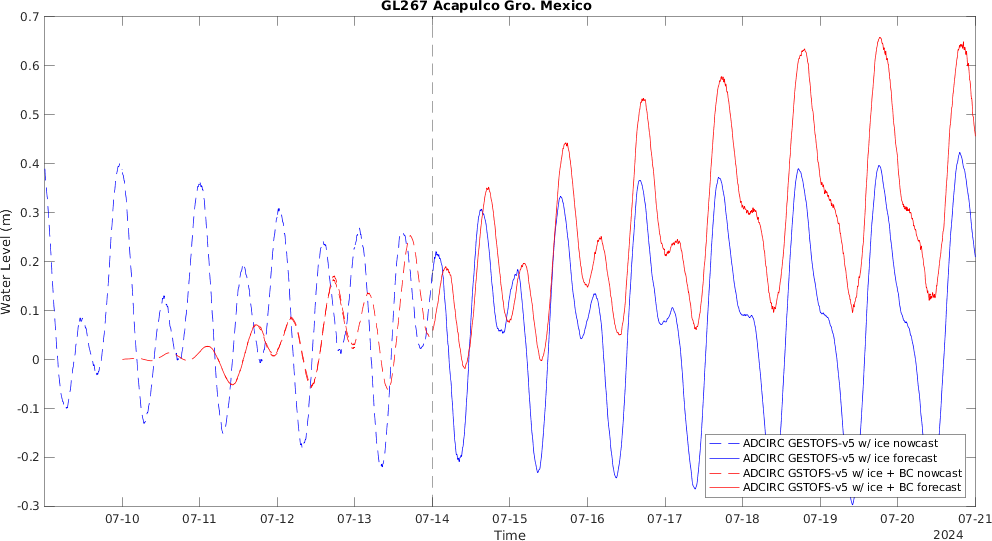 GL267 Acapulco Gro. Mexico
0.7
0.6
0.5
0.4
0.3
0.2
0.1
0
-0.1
-0.2
-0.3
Water Level (m)
ADCIRC GESTOFS-v5 w/ ice nowcast
ADCIRC GESTOFS-v5 w/ ice forecast
ADCIRC GSTOFS-v5 w/ ice + BC nowcast
ADCIRC GSTOFS-v5 w/ ice + BC forecast
07-10 07-11 07-12 07-13 07-14 07-15 07-16 07-17 07-18 07-19 07-20 07-21
Time
2024